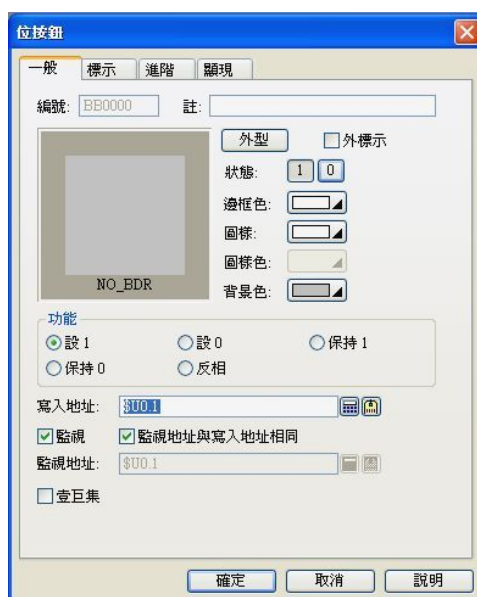 位按鈕
一般 標示 進階 顯現
編號: BB0000 註:
外型 外標示
狀態: 1 0
邊框色:
圖樣:
圖樣色:
背景色:
NO_BDR
功能
設 1 設 0 保持 1
保持 0 反相
寫入地址: $U0.1
監視 監視地址與寫入地址相同
監視地址: $U0.1
壹巨集
確定 取消 說明